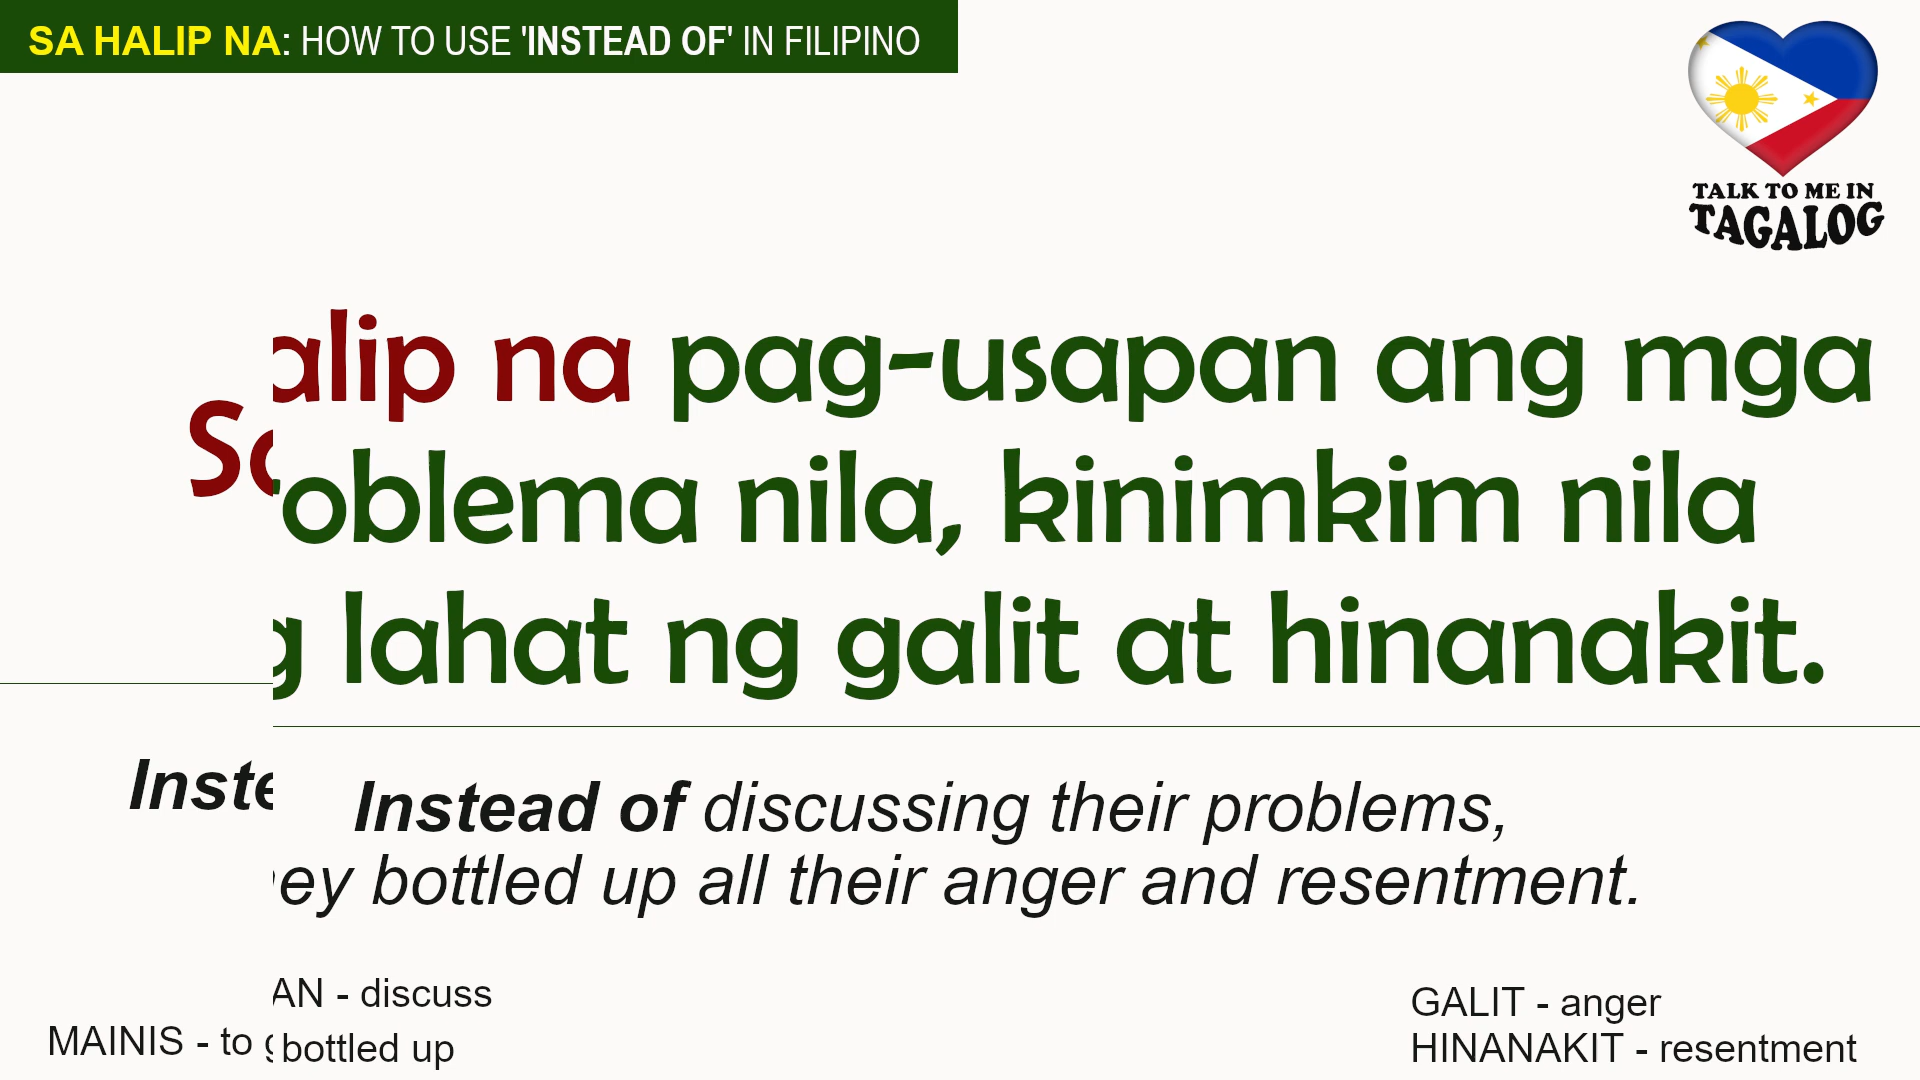 SA HALIP NA: HOW TO USE 'INSTEAD OF' IN FILIPINO
TALK TO ME IN
TAGALOG
alip na pag-usapan ang mga
oblema nila, kinimkim nila
lahat ng galit at hinanakit.
Instead of discussing their problems,
ey bottled up all their anger and resentment.
AN - discuss
MAINIS - to
bottled up
GALIT - anger
HINANAKIT - resentment